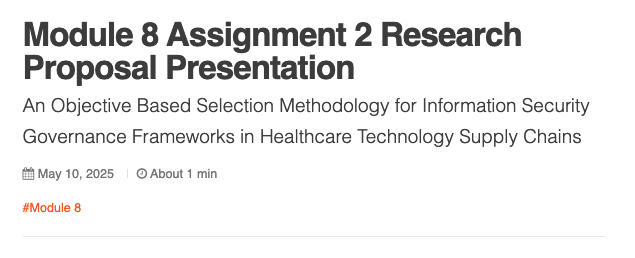 Module 8 Assignment 2 Research
Proposal Presentation
An Objective Based Selection Methodology for Information Security
Governance Frameworks in Healthcare Technology Supply Chains
May 10, 2025 | About 1 min
#Module 8